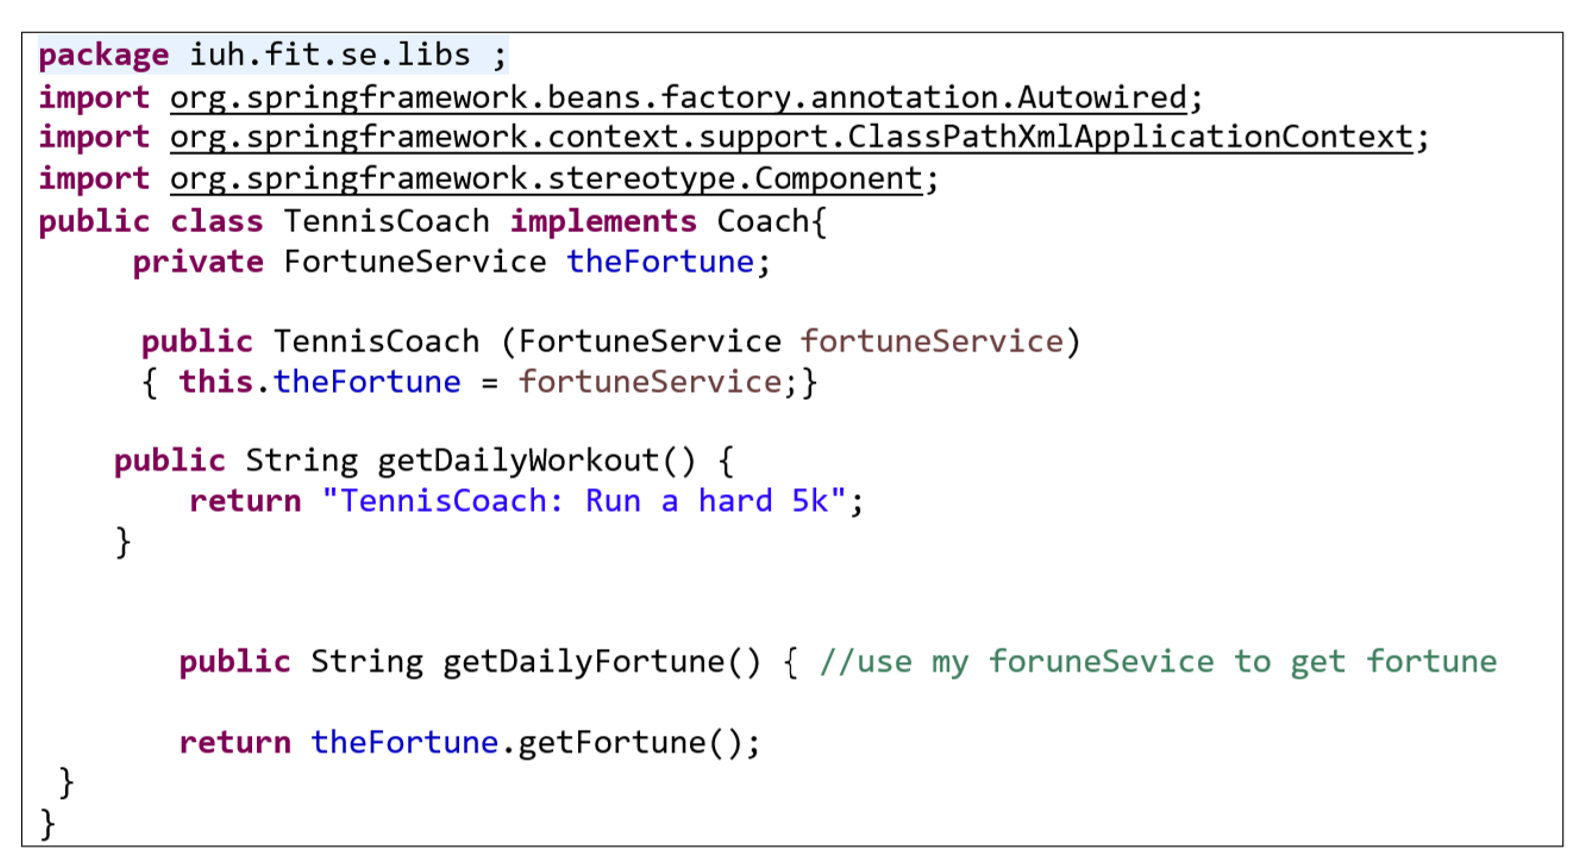 package iuh.fit.se.libs ;
import org.springframework.beans.factory.annotation.Autowired;
import org.springframework.context.support.ClassPathXmlApplicationContext;
import org.springframework.stereotype.Component;
public class TennisCoach implements Coach{
private FortuneService theFortune;
public TennisCoach (FortuneService fortuneService)
{ this.theFortune = fortuneService;}
public String getDailyWorkout() {
return "TennisCoach: Run a hard 5k";
}
public String getDailyFortune() { //use my foruneSevice to get fortune
return theFortune.getFortune();
}
}